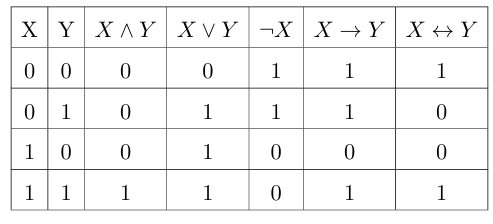 X Y X ∧ Y X ∨ Y ¬X X → Y X ↔ Y
0 0 0 0 1 1 1
0 1 0 1 1 1 0
1 0 0 1 0 0 0
1 1 1 1 0 1 1